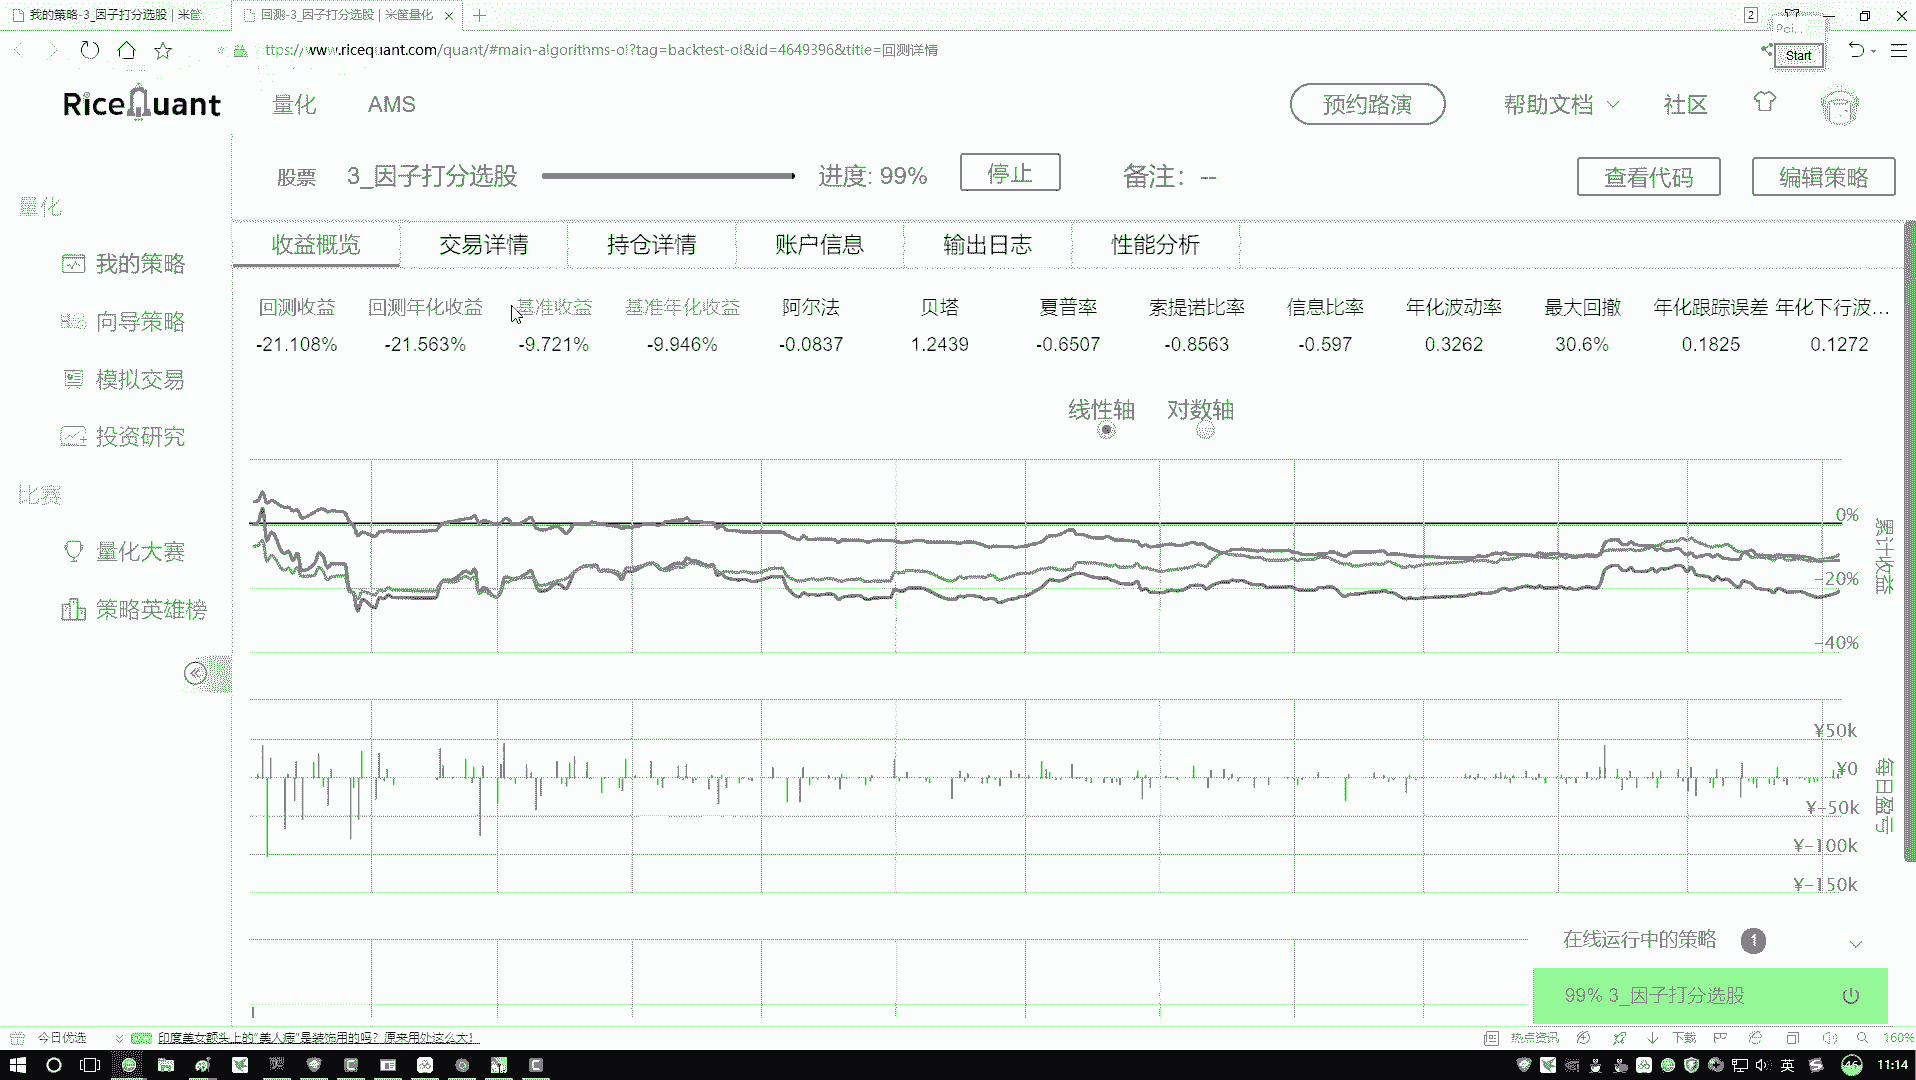 我的策略-3_因子打分选股 | 米筐
回测-3_因子打分选股 | 米筐量化
2
ttps://www.ricequant.com/quant/#main-algorithms-ol?tag=backtest-ol&id=4649396&title=回测详情
Poi...
Start
RiceQuant
量化
AMS
预约路演
帮助文档
社区
股票
3_因子打分选股
进度: 99%
停止
备注: --
查看代码
编辑策略
量化
我的策略
向导策略
模拟交易
投资研究
比赛
量化大赛
策略英雄榜
收益概览
交易详情
持仓详情
账户信息
输出日志
性能分析
回测收益 回测年化收益 基准收益 基准年化收益 阿尔法 贝塔 夏普率 索提诺比率 信息比率 年化波动率 最大回撤 年化跟踪误差 年化下行波...
-21.108% -21.563% -9.721% -9.946% -0.0837 1.2439 -0.6507 -0.8563 -0.597 0.3262 30.6% 0.1825 0.1272
线性轴
对数轴
0%
-20%
-40%
累计收益
¥50k
¥0
¥-50k
¥-100k
¥-150k
每日盈亏
在线运行中的策略 1
99% 3_因子打分选股
今日优选
印度美女额头上的"美人痣"是装饰用的吗? 原来用处这么大!
热点资讯
下载
160%
英
46
11:14